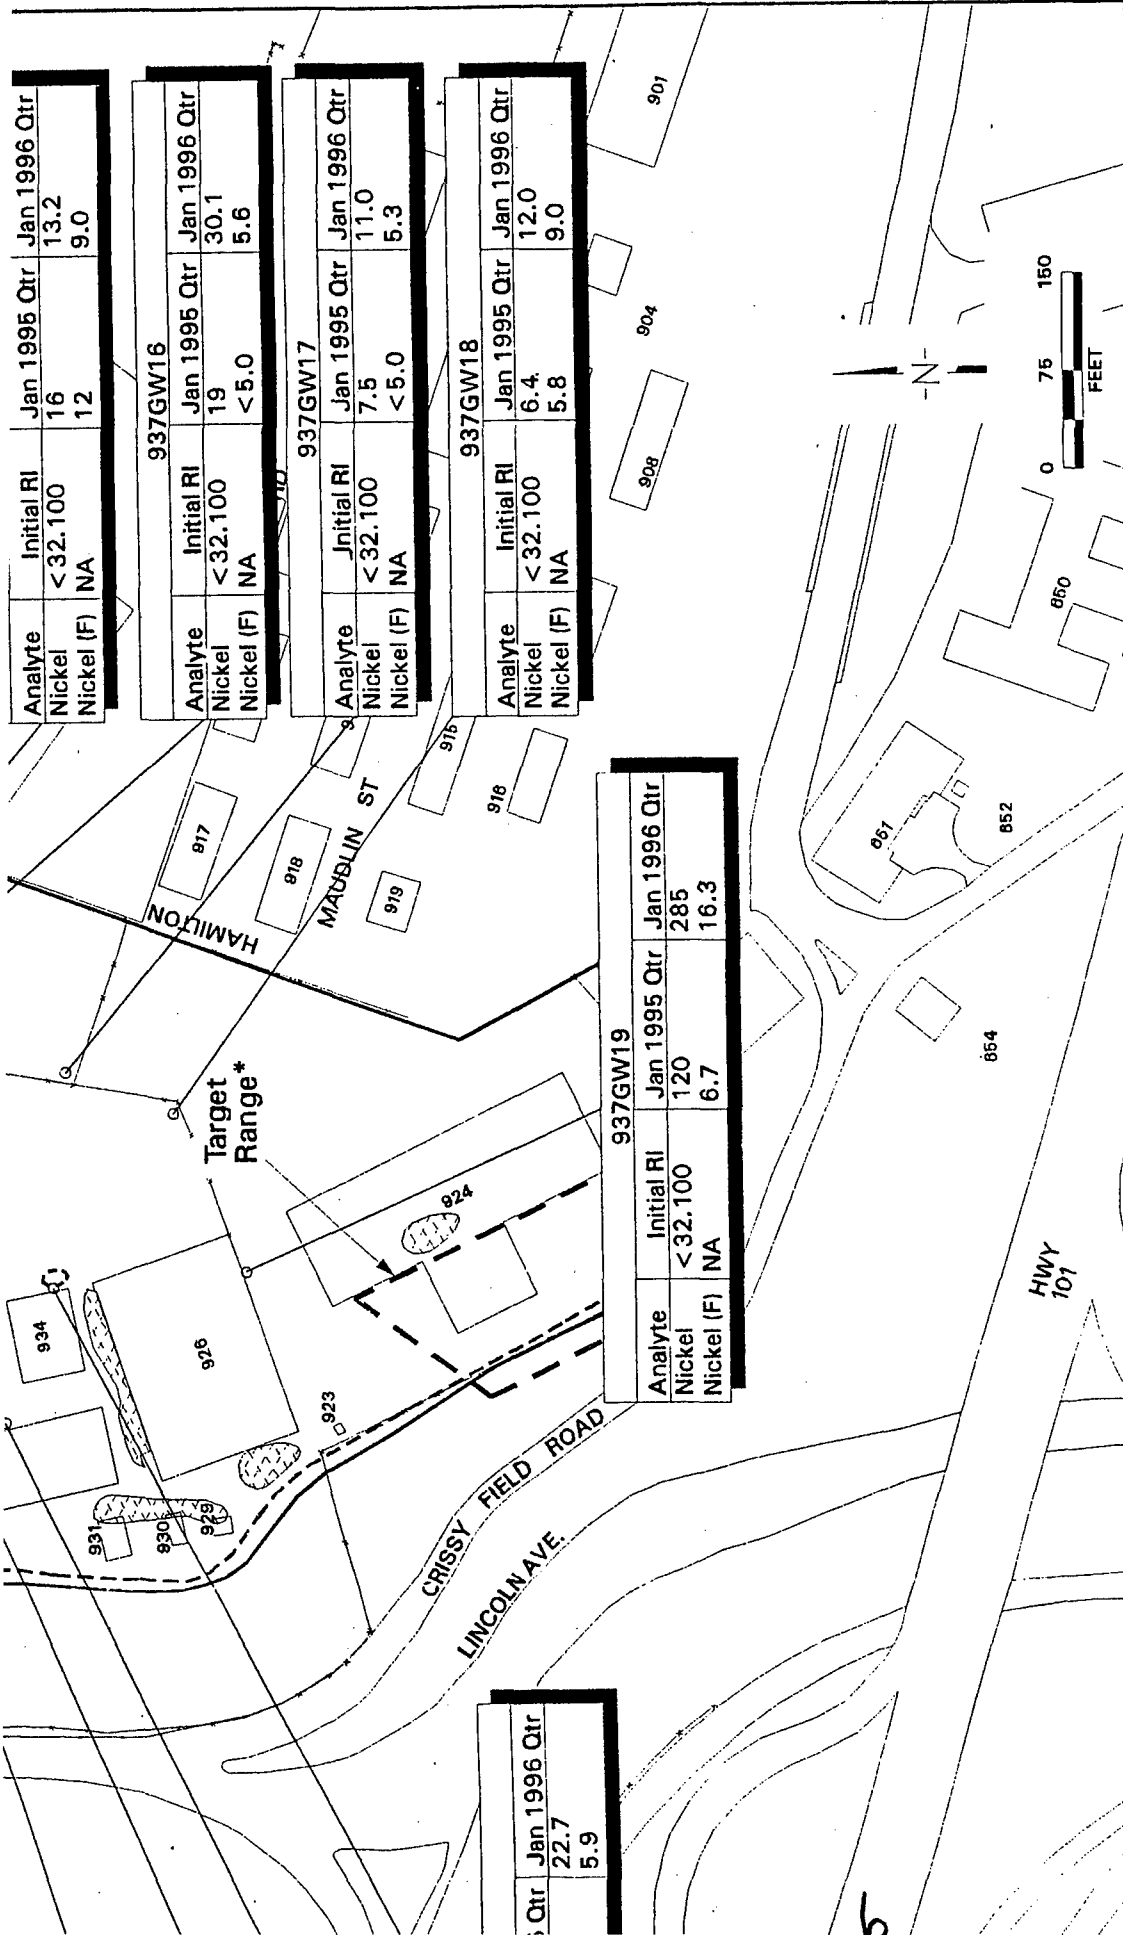 Analyte Initial RI Jan 1995 Qtr Jan 1996 Qtr
Nickel <32.100 16 13.2
Nickel (F) NA 12 9.0
937GW16
Analyte Initial RI Jan 1995 Qtr Jan 1996 Qtr
Nickel <32.100 19 30.1
Nickel (F) NA <5.0 5.6
937GW17
Analyte Initial RI Jan 1995 Qtr Jan 1996 Qtr
Nickel <32.100 7.5 11.0
Nickel (F) NA <5.0 5.3
937GW18
Analyte Initial RI Jan 1995 Qtr Jan 1996 Qtr
Nickel <32.100 6.4 12.0
Nickel (F) NA 5.8 9.0
937GW19
Analyte Initial RI Jan 1995 Qtr Jan 1996 Qtr
Nickel <32.100 120 285
Nickel (F) NA 6.7 16.3
Qtr Jan 1996 Qtr
22.7
5.9
Target
Range*
HAMILTON
MAUDLIN ST
CRISSY FIELD ROAD
LINCOLN AVE.
HWY
101
934
926
931
930
929
923
924
917
918
919
915
916
908
904
901
850
851
852
854
-N-
0 75 150
FEET
5